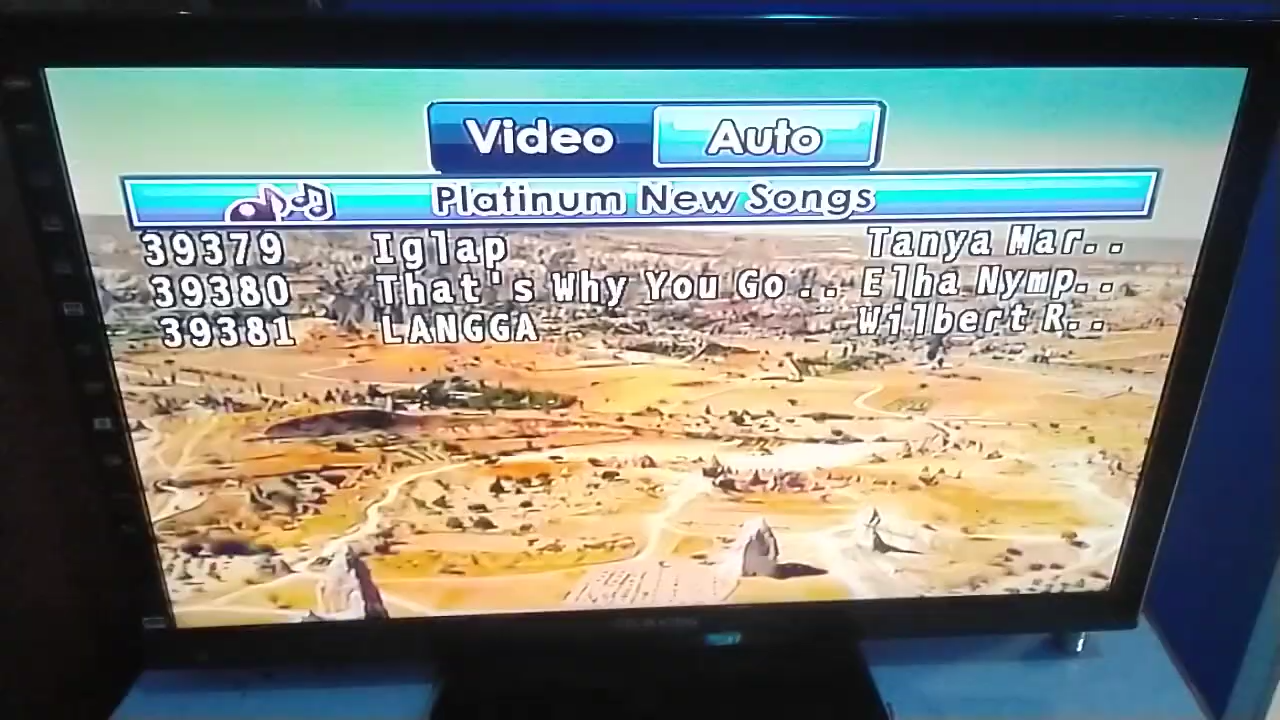 Video Auto
Platinum New Songs
39379 Iglap Tanya Mar..
39380 That's Why You Go .. Elha Nymp..
39381 LANGGA Wilbert R..